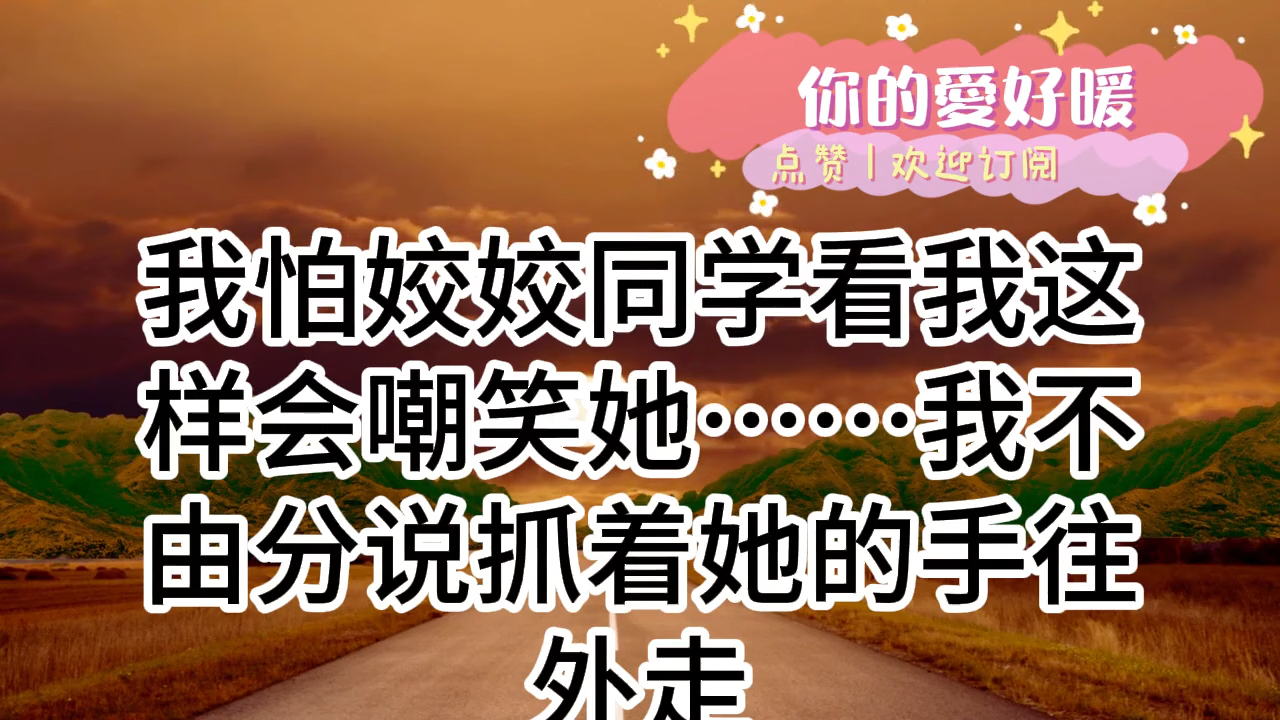 你的愛好暖
点赞 | 欢迎订阅
我怕姣姣同学看我这
样会嘲笑她……我不
由分说抓着她的手往
外走